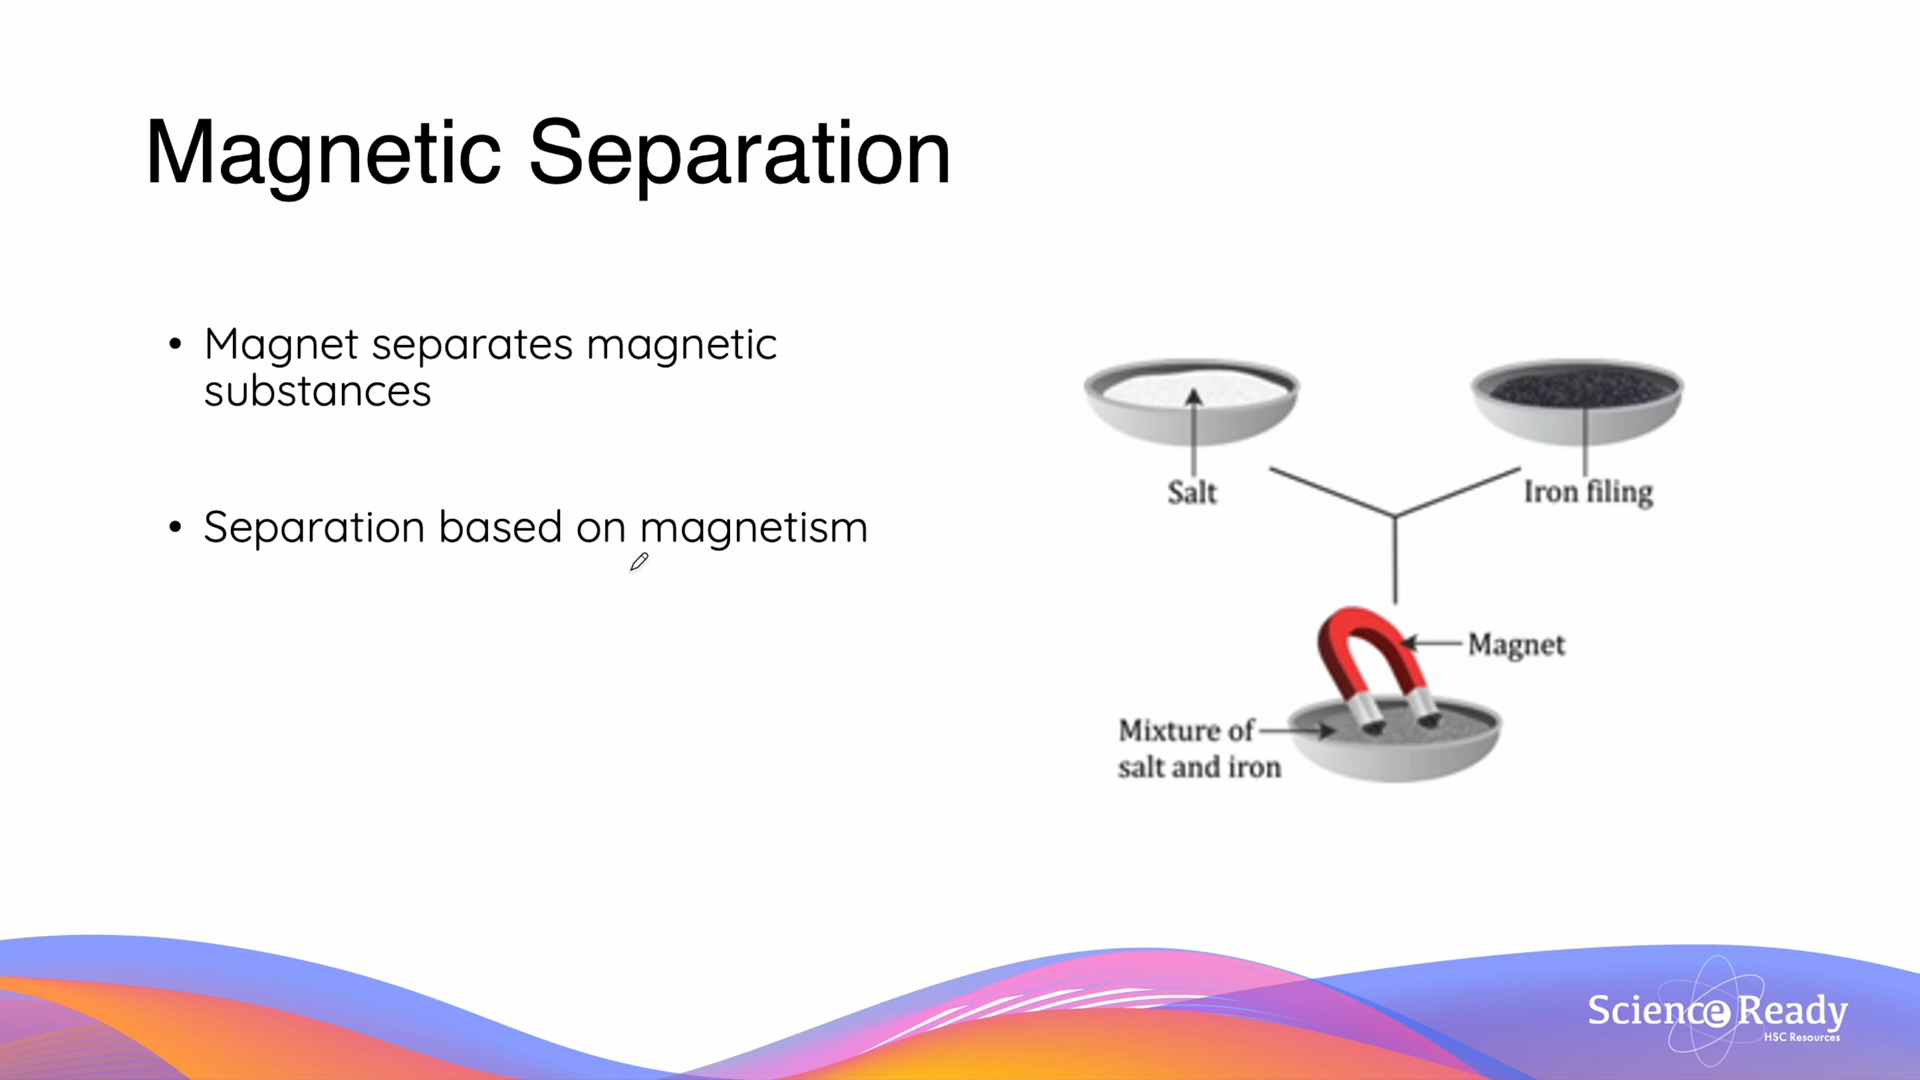 Magnetic Separation
• Magnet separates magnetic
substances
• Separation based on magnetism
Salt
Iron filing
Magnet
Mixture of
salt and iron
Science Ready
HSC Resources